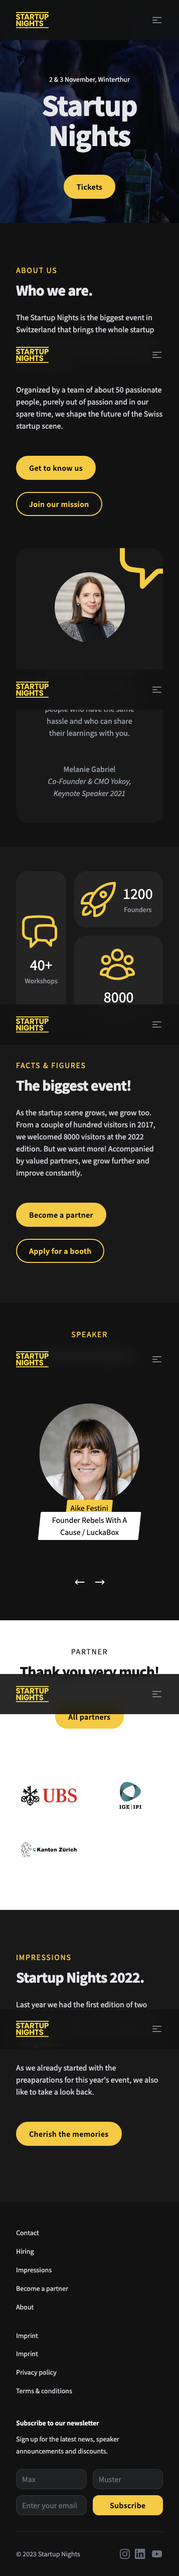 STARTUP
NIGHTS
2 & 3 November, Winterthur
Startup
Nights
Tickets
ABOUT US
Who we are.
The Startup Nights is the biggest event in
Switzerland that brings the whole startup
STARTUP
NIGHTS
Organized by a team of about 50 passionate
people, purely out of passion and in our
spare time, we shape the future of the Swiss
startup scene.
Get to know us
Join our mission
STARTUP
NIGHTS
people who have the same
hassle and who can share
their learnings with you.
Melanie Gabriel
Co-Founder & CMO Yokoy,
Keynote Speaker 2021
40+
Workshops
1200
Founders
8000
STARTUP
NIGHTS
FACTS & FIGURES
The biggest event!
As the startup scene grows, we grow too.
From a couple of hundred visitors in 2017,
we welcomed 8000 visitors at the 2022
edition. But we want more! Accompanied
by valued partners, we grow further and
improve constantly.
Become a partner
Apply for a booth
SPEAKER
STARTUP
NIGHTS
Aike Festini
Founder Rebels With A
Cause / LuckaBox
PARTNER
Thank you very much!
STARTUP
NIGHTS
All partners
UBS
IGE | IPI
Kanton Zürich
IMPRESSIONS
Startup Nights 2022.
Last year we had the first edition of two
STARTUP
NIGHTS
As we already started with the
preparations for this year's event, we also
like to take a look back.
Cherish the memories
Contact
Hiring
Impressions
Become a partner
About
Imprint
Imprint
Privacy policy
Terms & conditions
Subscribe to our newsletter
Sign up for the latest news, speaker
announcements and discounts.
Max
Muster
Enter your email
Subscribe
© 2023 Startup Nights